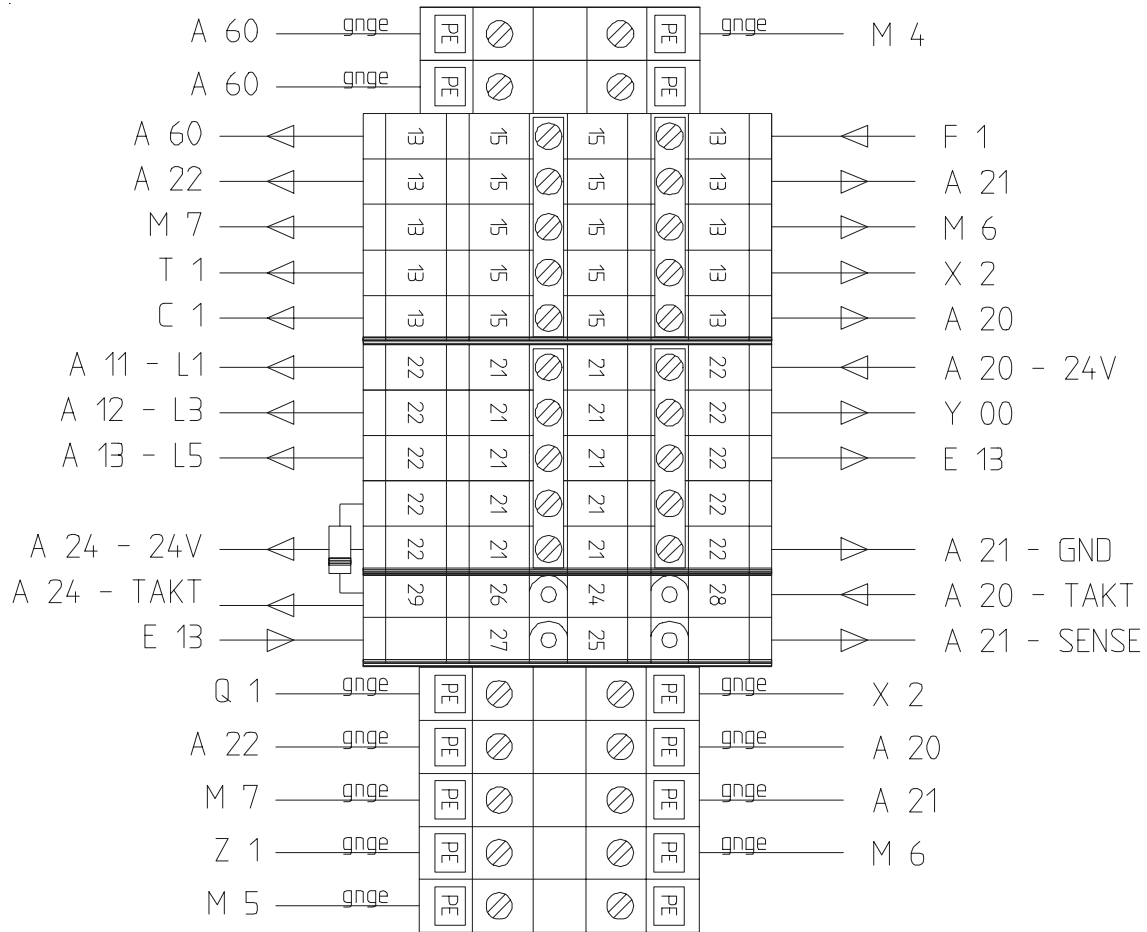 A 60 gnge PE PE gnge M 4
A 60 gnge PE PE
A 60 13 15 15 13 F 1
A 22 13 15 15 13 A 21
M 7 13 15 15 13 M 6
T 1 13 15 15 13 X 2
C 1 13 15 15 13 A 20
A 11 - L1 22 21 21 22 A 20 - 24V
A 12 - L3 22 21 21 22 Y 00
A 13 - L5 22 21 21 22 E 13
22 21 21 22
A 24 - 24V 22 21 21 22 A 21 - GND
A 24 - TAKT 29 26 24 28 A 20 - TAKT
E 13 27 25 A 21 - SENSE
Q 1 gnge PE PE gnge X 2
A 22 gnge PE PE gnge A 20
M 7 gnge PE PE gnge A 21
Z 1 gnge PE PE gnge M 6
M 5 gnge PE PE